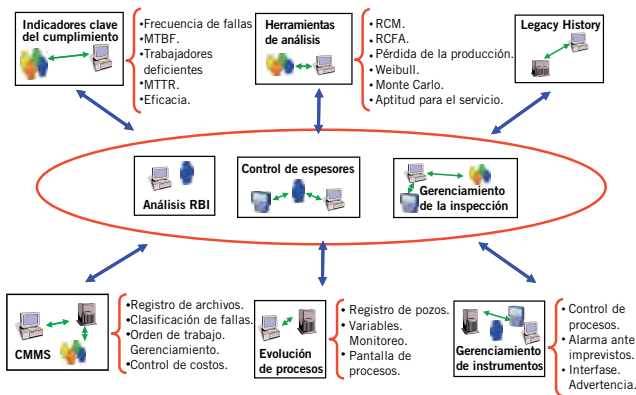 Indicadores clave
del cumplimiento
•Frecuencia de fallas
•MTBF.
•Trabajadores
deficientes
•MTTR.
•Eficacia.
Herramientas
de análisis
•RCM.
•RCFA.
•Pérdida de la producción.
•Weibull.
•Monte Carlo.
•Aptitud para el servicio.
Legacy History
Análisis RBI
Control de espesores
Gerenciamiento
de la inspección
CMMS
•Registro de archivos.
•Clasificación de fallas.
•Orden de trabajo.
Gerenciamiento.
•Control de costos.
Evolución
de procesos
•Registro de pozos.
•Variables.
Monitoreo.
•Pantalla de
procesos.
Gerenciamiento
de instrumentos
•Control de
procesos.
•Alarma ante
imprevistos.
•Interfase.
Advertencia.